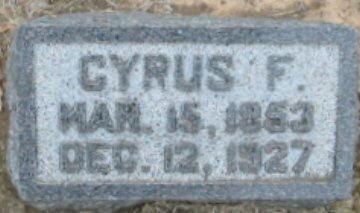 CYRUS F.
MAR. 15, 1853
DEC. 12, 1927